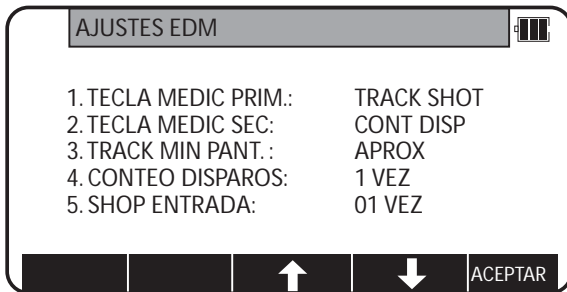 AJUSTES EDM
1. TECLA MEDIC PRIM.: TRACK SHOT
2. TECLA MEDIC SEC: CONT DISP
3. TRACK MIN PANT. : APROX
4. CONTEO DISPAROS: 1 VEZ
5. SHOP ENTRADA: 01 VEZ
ACEPTAR